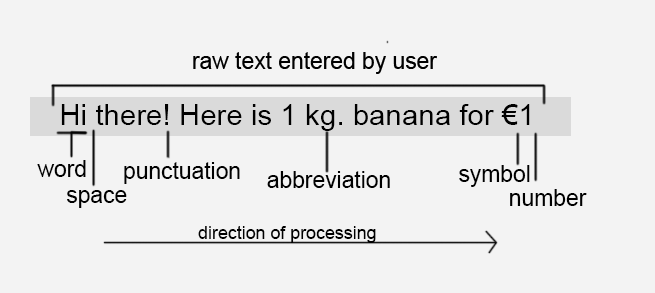 raw text entered by user
Hi there! Here is 1 kg. banana for €1
word
space
punctuation
abbreviation
symbol
number
direction of processing